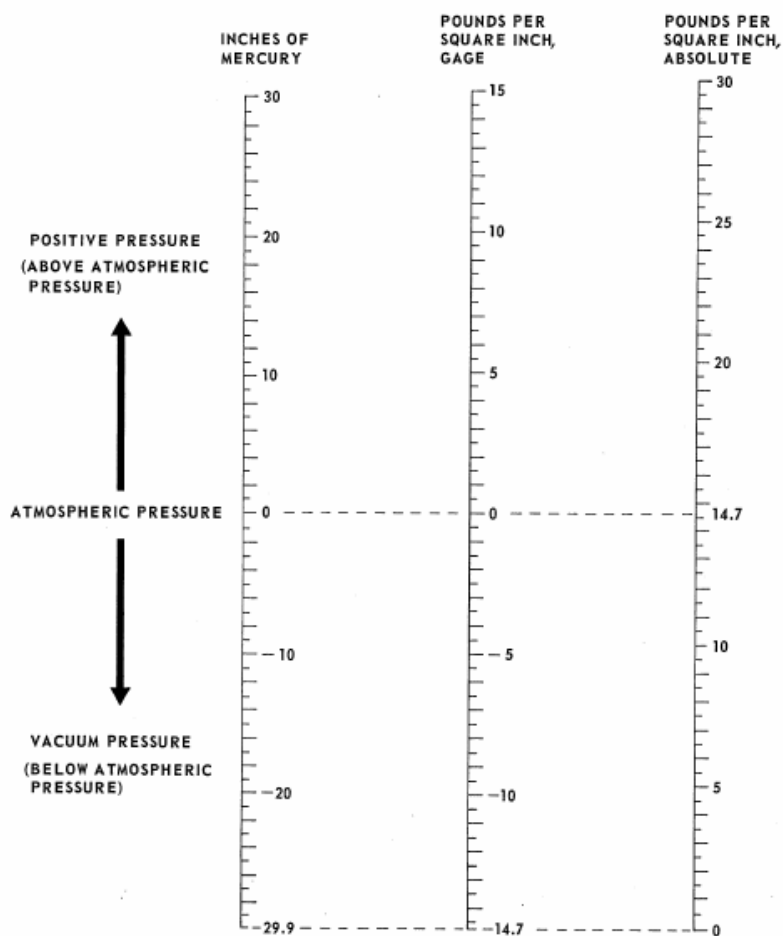 INCHES OF
MERCURY
POUNDS PER
SQUARE INCH,
GAGE
POUNDS PER
SQUARE INCH,
ABSOLUTE
30
20
10
0
-10
-20
-29.9
15
10
5
0
-5
-10
-14.7
30
25
20
14.7
10
5
0
POSITIVE PRESSURE
(ABOVE ATMOSPHERIC
PRESSURE)
ATMOSPHERIC PRESSURE
VACUUM PRESSURE
(BELOW ATMOSPHERIC
PRESSURE)